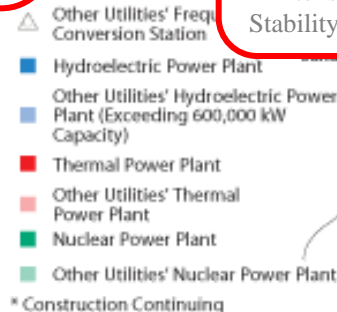 Stability
Other Utilities' Frequ
Conversion Station
Hydroelectric Power Plant
Other Utilities' Hydroelectric Power
Plant (Exceeding 600,000 kW
Capacity)
Thermal Power Plant
Other Utilities' Thermal
Power Plant
Nuclear Power Plant
Other Utilities' Nuclear Power Plant
* Construction Continuing